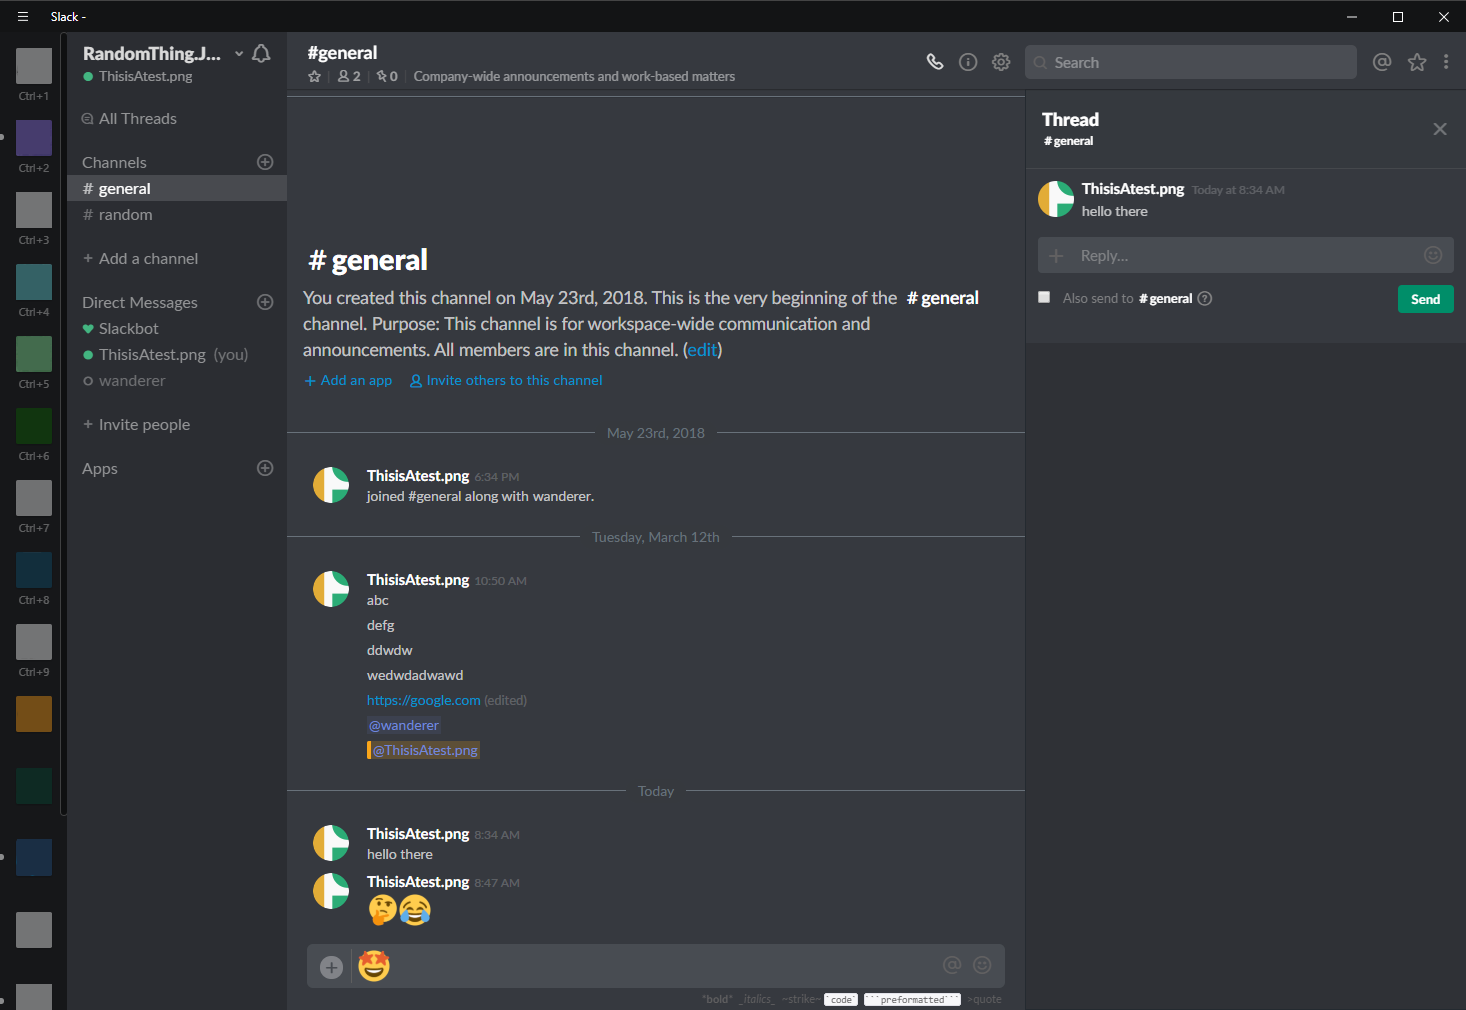 Slack -
Ctrl+1
Ctrl+2
Ctrl+3
Ctrl+4
Ctrl+5
Ctrl+6
Ctrl+7
Ctrl+8
Ctrl+9
RandomThing.J...
ThisisAtest.png
All Threads
Channels
# general
# random
+ Add a channel
Direct Messages
Slackbot
ThisisAtest.png (you)
wanderer
+ Invite people
Apps
#general
2 | 0 | Company-wide announcements and work-based matters
Search
# general
You created this channel on May 23rd, 2018. This is the very beginning of the # general
channel. Purpose: This channel is for workspace-wide communication and
announcements. All members are in this channel. (edit)
+ Add an app Invite others to this channel
May 23rd, 2018
ThisisAtest.png 6:34 PM
joined #general along with wanderer.
Tuesday, March 12th
ThisisAtest.png 10:50 AM
abc
defg
ddwdw
wedwdadwawd
https://google.com (edited)
@wanderer
@ThisisAtest.png
Today
ThisisAtest.png 8:34 AM
hello there
ThisisAtest.png 8:47 AM
🤔😂
🤩
*bold* _italics_ ~strike~ `code` ```preformatted``` >quote
Thread
# general
ThisisAtest.png Today at 8:34 AM
hello there
Reply...
Also send to # general
Send